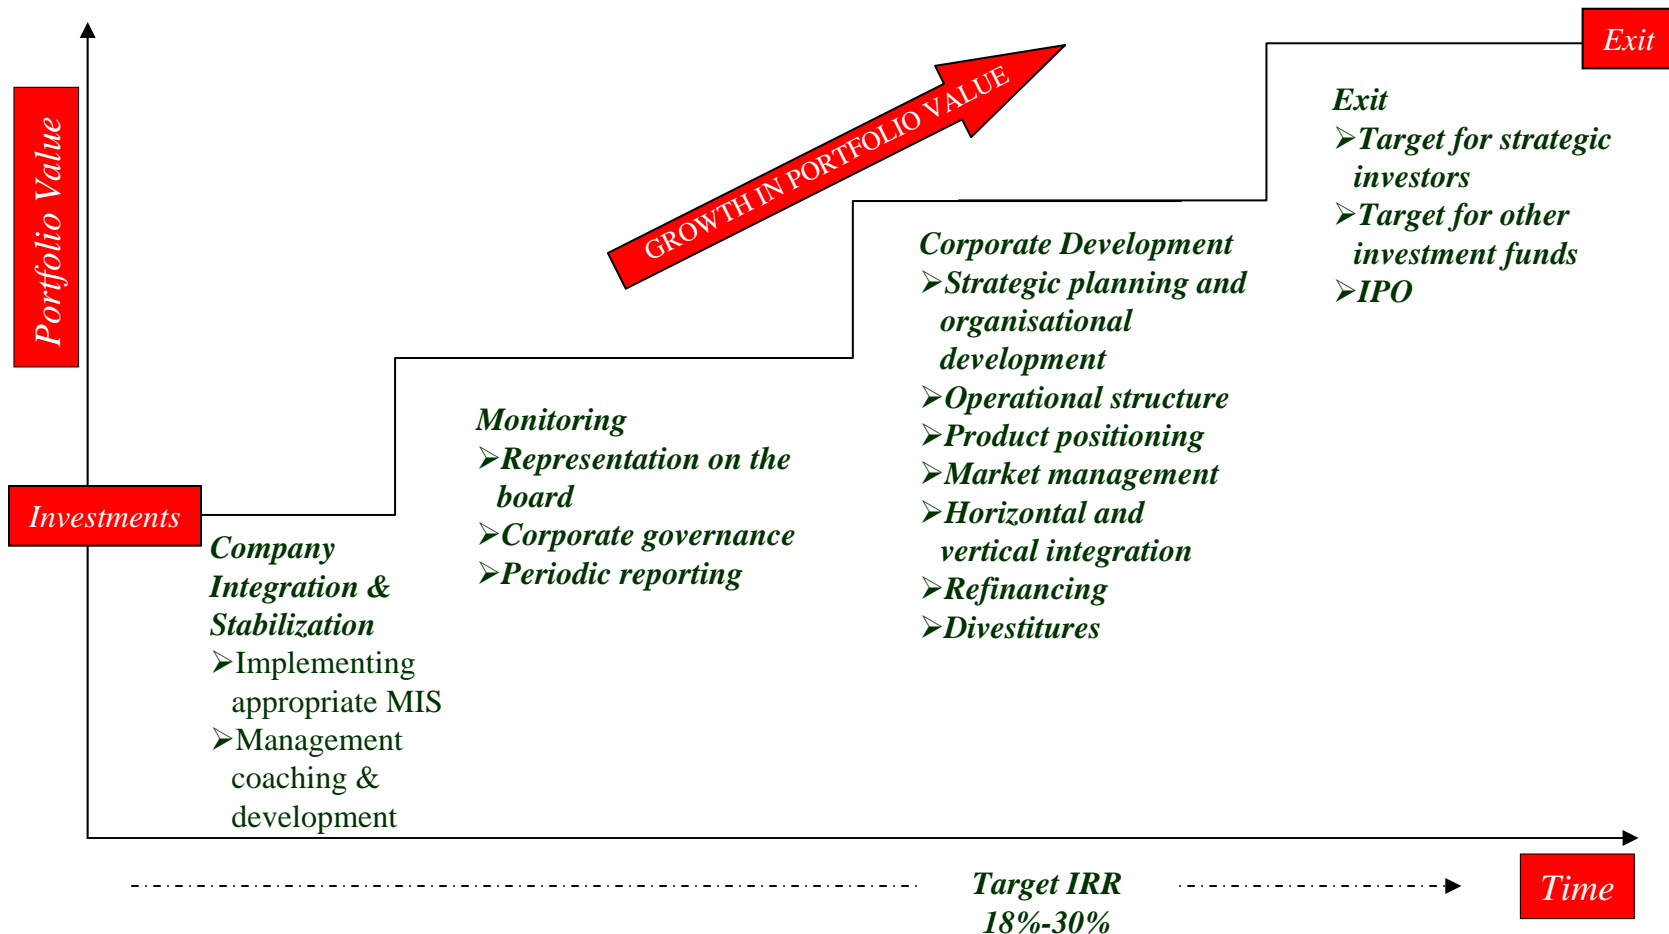 Portfolio Value
Investments
GROWTH IN PORTFOLIO VALUE
Exit
Company
Integration &
Stabilization
➢Implementing
appropriate MIS
➢Management
coaching &
development
Monitoring
➢Representation on the
board
➢Corporate governance
➢Periodic reporting
Corporate Development
➢Strategic planning and
organisational
development
➢Operational structure
➢Product positioning
➢Market management
➢Horizontal and
vertical integration
➢Refinancing
➢Divestitures
Exit
➢Target for strategic
investors
➢Target for other
investment funds
➢IPO
Target IRR
18%-30%
Time